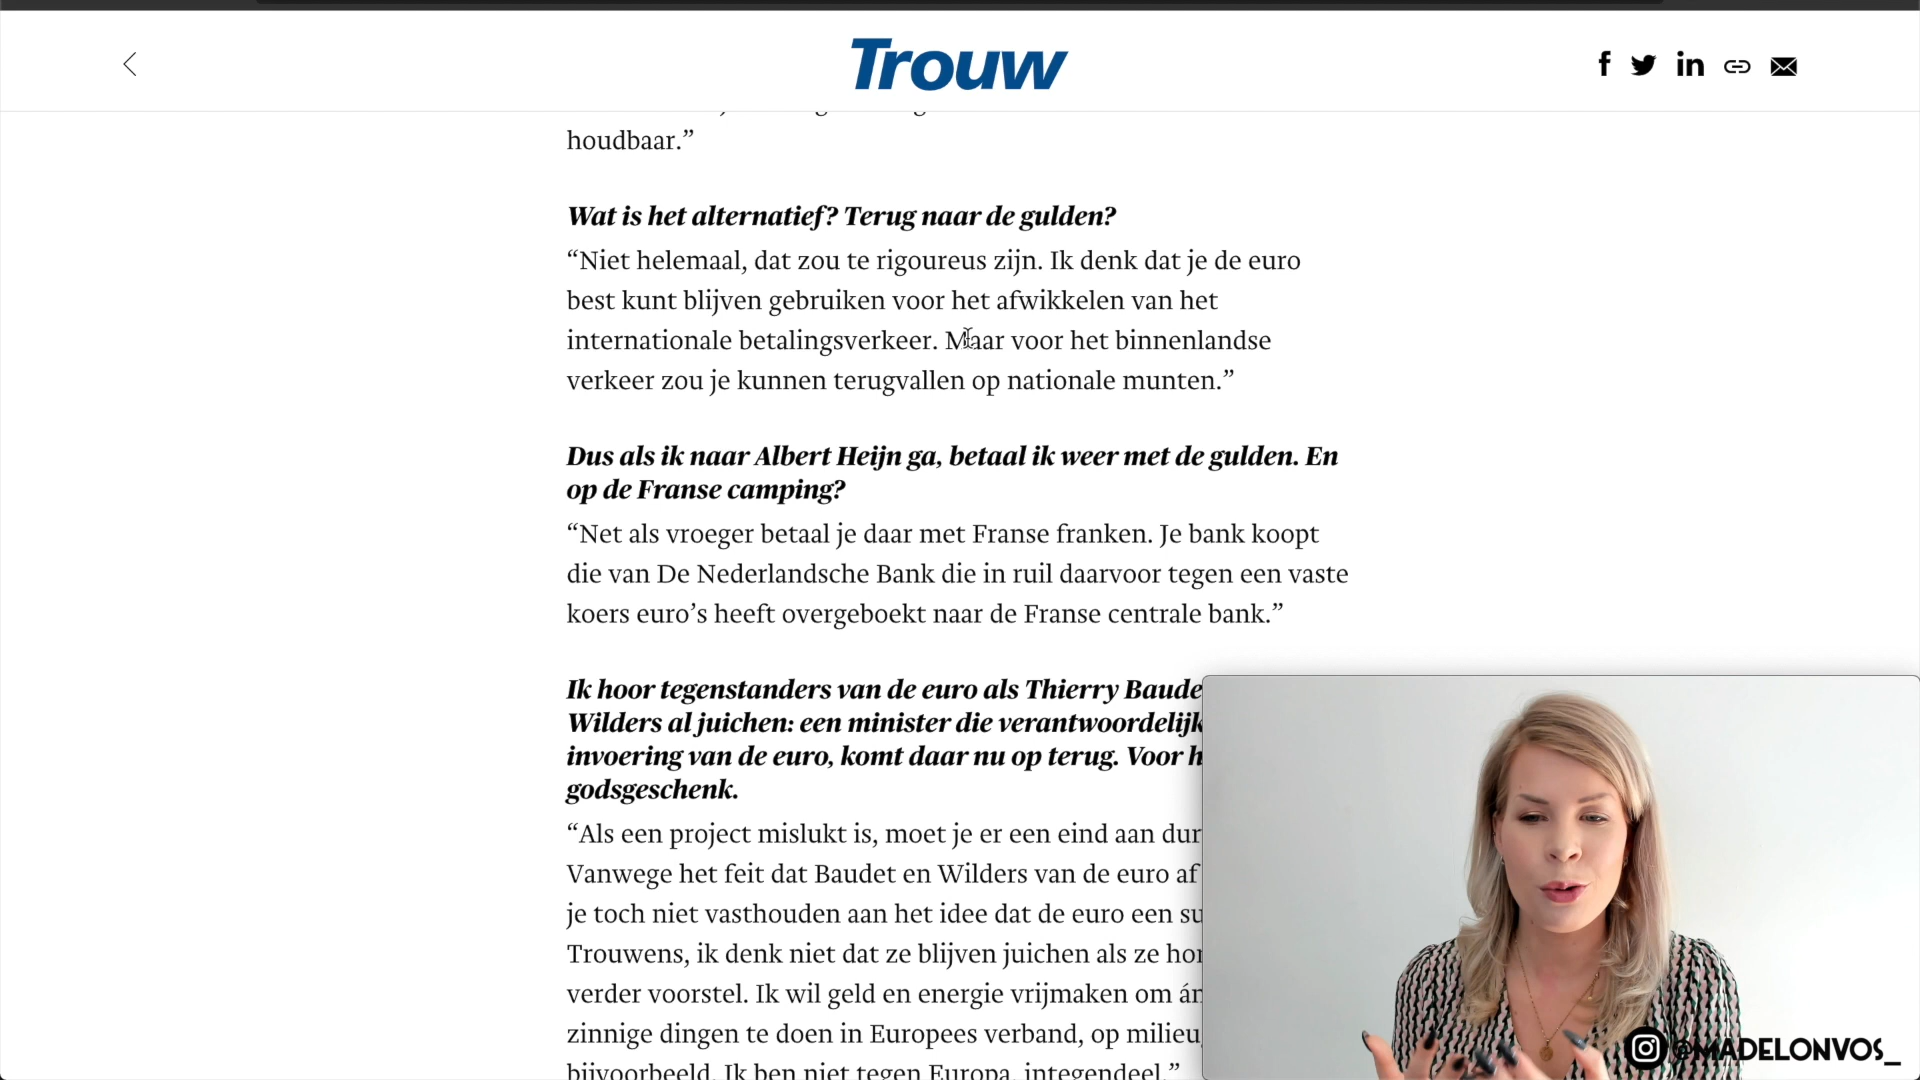 Trouw
houdbaar.”
Wat is het alternatief? Terug naar de gulden?
“Niet helemaal, dat zou te rigoureus zijn. Ik denk dat je de euro
best kunt blijven gebruiken voor het afwikkelen van het
internationale betalingsverkeer. Maar voor het binnenlandse
verkeer zou je kunnen terugvallen op nationale munten.”
Dus als ik naar Albert Heijn ga, betaal ik weer met de gulden. En
op de Franse camping?
“Net als vroeger betaal je daar met Franse franken. Je bank koopt
die van De Nederlandsche Bank die in ruil daarvoor tegen een vaste
koers euro’s heeft overgeboekt naar de Franse centrale bank.”
Ik hoor tegenstanders van de euro als Thierry
Wilders al juichen: een minister die verantwoordelijk
invoering van de euro, komt daar nu op terug. Voor
godsgeschenk.
“Als een project mislukt is, moet je er een eind aan
Vanwege het feit dat Baudet en Wilders van de euro af
je toch niet vasthouden aan het idee dat de euro een
Trouwens, ik denk niet dat ze blijven juichen als ze
verder voorstel. Ik wil geld en energie vrijmaken om
zinnige dingen te doen in Europees verband, op
bijvoorbeeld. Ik ben niet tegen Europa, integendeel.”
@MADELONVOS_